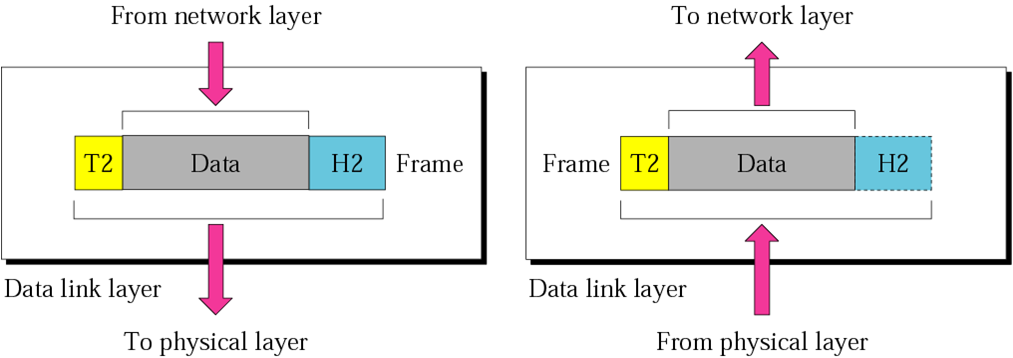 From network layer
T2
Data
H2
Frame
Data link layer
To physical layer
To network layer
Frame
T2
Data
H2
Data link layer
From physical layer